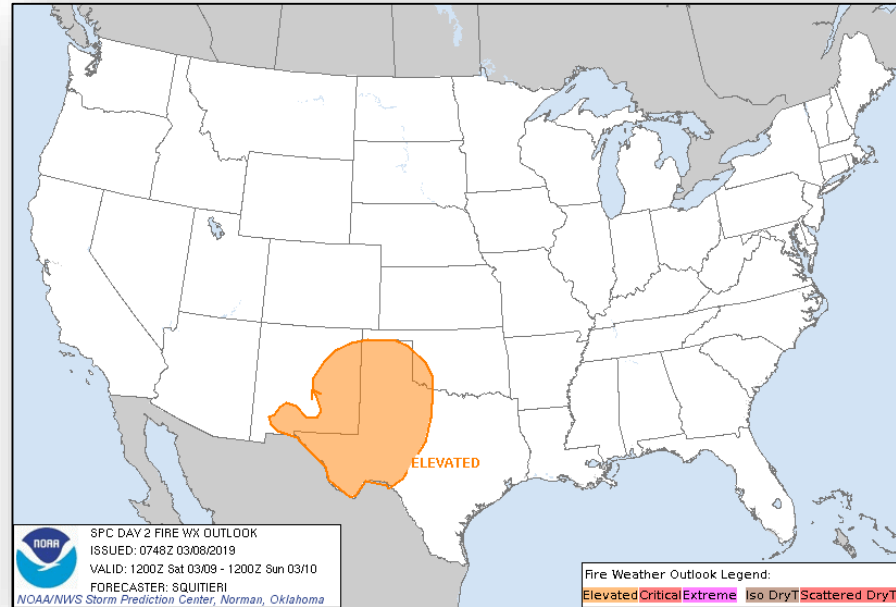 ELEVATED
NOAA
SPC DAY 2 FIRE WX OUTLOOK
ISSUED: 0748Z 03/08/2019
VALID: 1200Z Sat 03/09 - 1200Z Sun 03/10
FORECASTER: SQUITIERI
NOAA/NWS Storm Prediction Center, Norman, Oklahoma
Fire Weather Outlook Legend:
Elevated Critical Extreme Iso DryT Scattered DryT